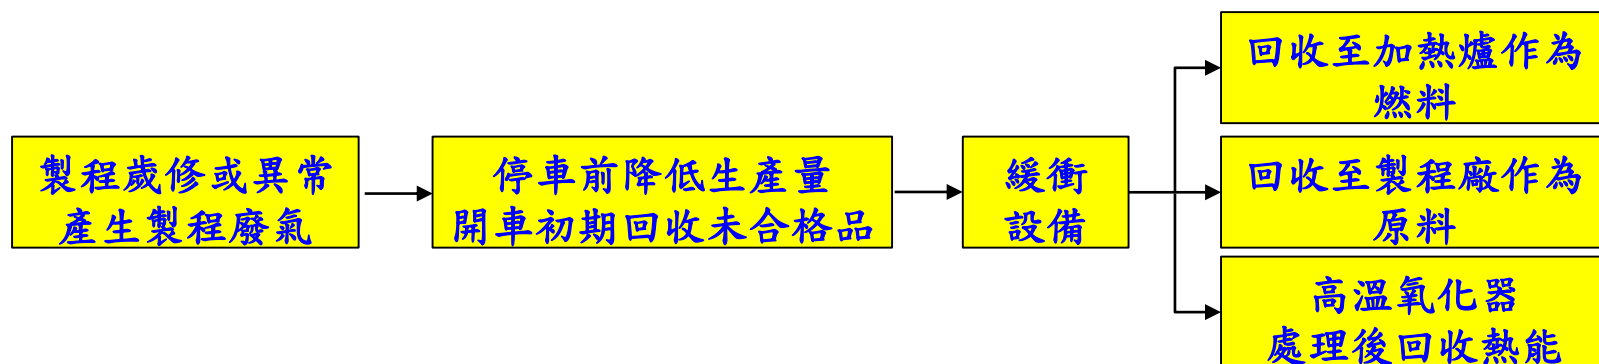 製程歲修或異常
產生製程廢氣
停車前降低生產量
開車初期回收未合格品
緩衝
設備
回收至加熱爐作為
燃料
回收至製程廠作為
原料
高溫氧化器
處理後回收熱能